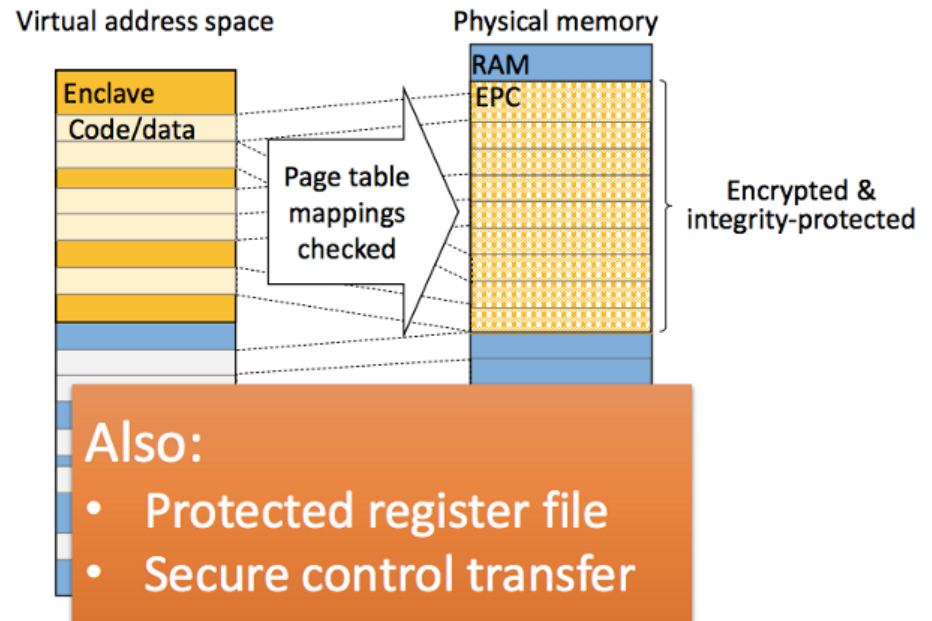 Virtual address space
Physical memory
RAM
Enclave
EPC
Code/data
Page table
mappings
checked
Encrypted &
integrity-protected
Also:
• Protected register file
• Secure control transfer